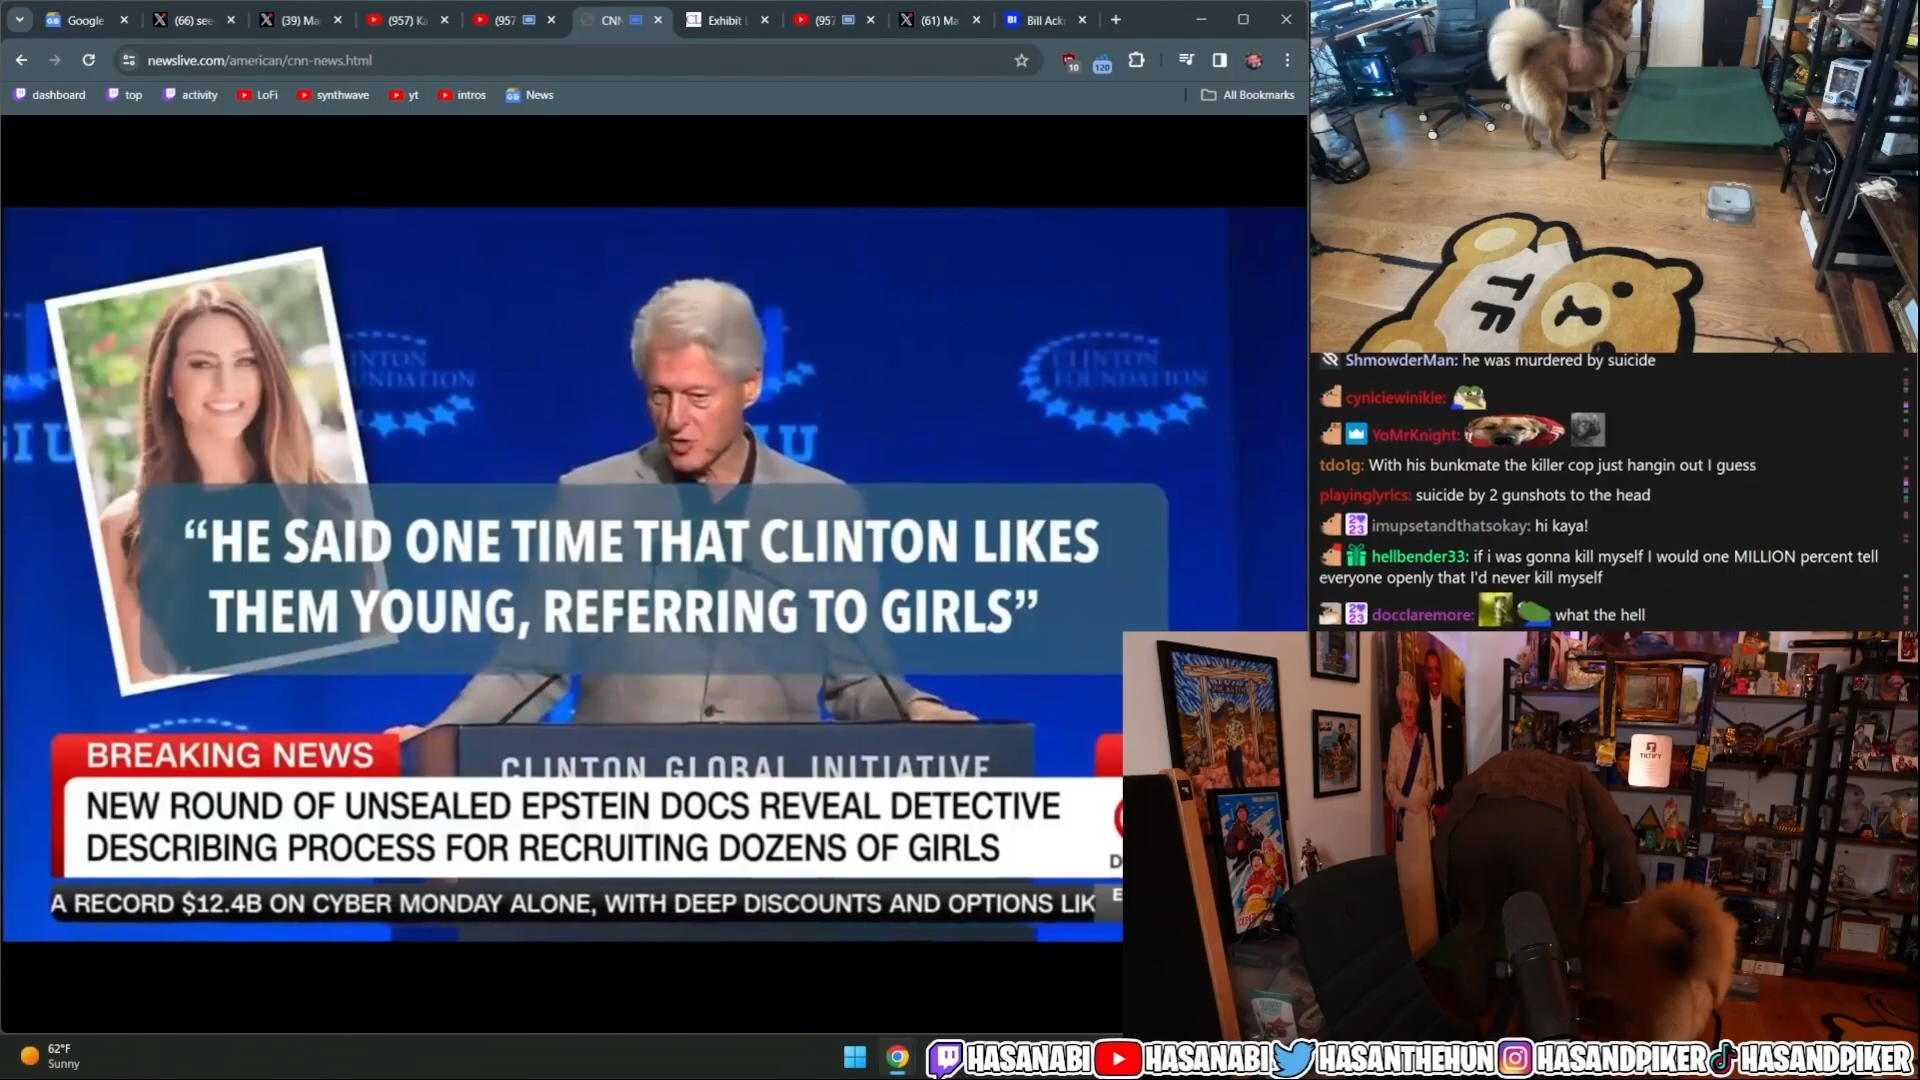 Google
(66) see
(39) Ma
(957) Ka
(957
CNN
Exhibit
(957
(61) Ma
BI
Bill Ack
newslive.com/american/cnn-news.html
10
120
dashboard
top
activity
LoFi
synthwave
yt
intros
News
All Bookmarks
CLINTON
FOUNDATION
“HE SAID ONE TIME THAT CLINTON LIKES
THEM YOUNG, REFERRING TO GIRLS”
CLINTON GLOBAL INITIATIVE
BREAKING NEWS
NEW ROUND OF UNSEALED EPSTEIN DOCS REVEAL DETECTIVE
DESCRIBING PROCESS FOR RECRUITING DOZENS OF GIRLS
A RECORD $12.4B ON CYBER MONDAY ALONE, WITH DEEP DISCOUNTS AND OPTIONS LIK
TF
ShmowderMan: he was murdered by suicide
cyniciewinikie:
YoMrKnight:
tdo1g: With his bunkmate the killer cop just hangin out I guess
playinglyrics: suicide by 2 gunshots to the head
imupsetandthatsokay: hi kaya!
hellbender33: if i was gonna kill myself I would one MILLION percent tell
everyone openly that I'd never kill myself
docclaremore: what the hell
TILTIFY
62°F
Sunny
HASANABI
HASANABI
HASANTHEHUN
HASANDPIKER
HASANDPIKER